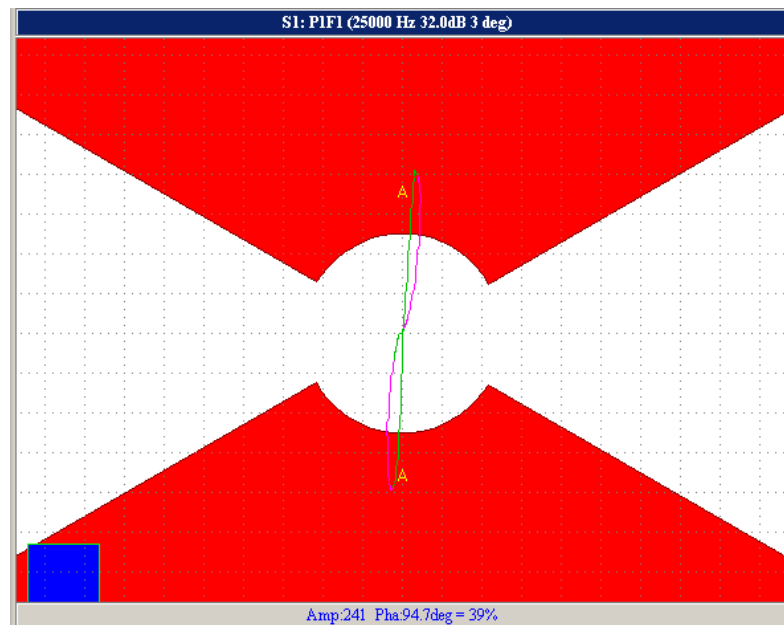 S1: P1F1 (25000 Hz 32.0dB 3 deg)
A
A
Amp:241 Pha:94.7deg = 39%